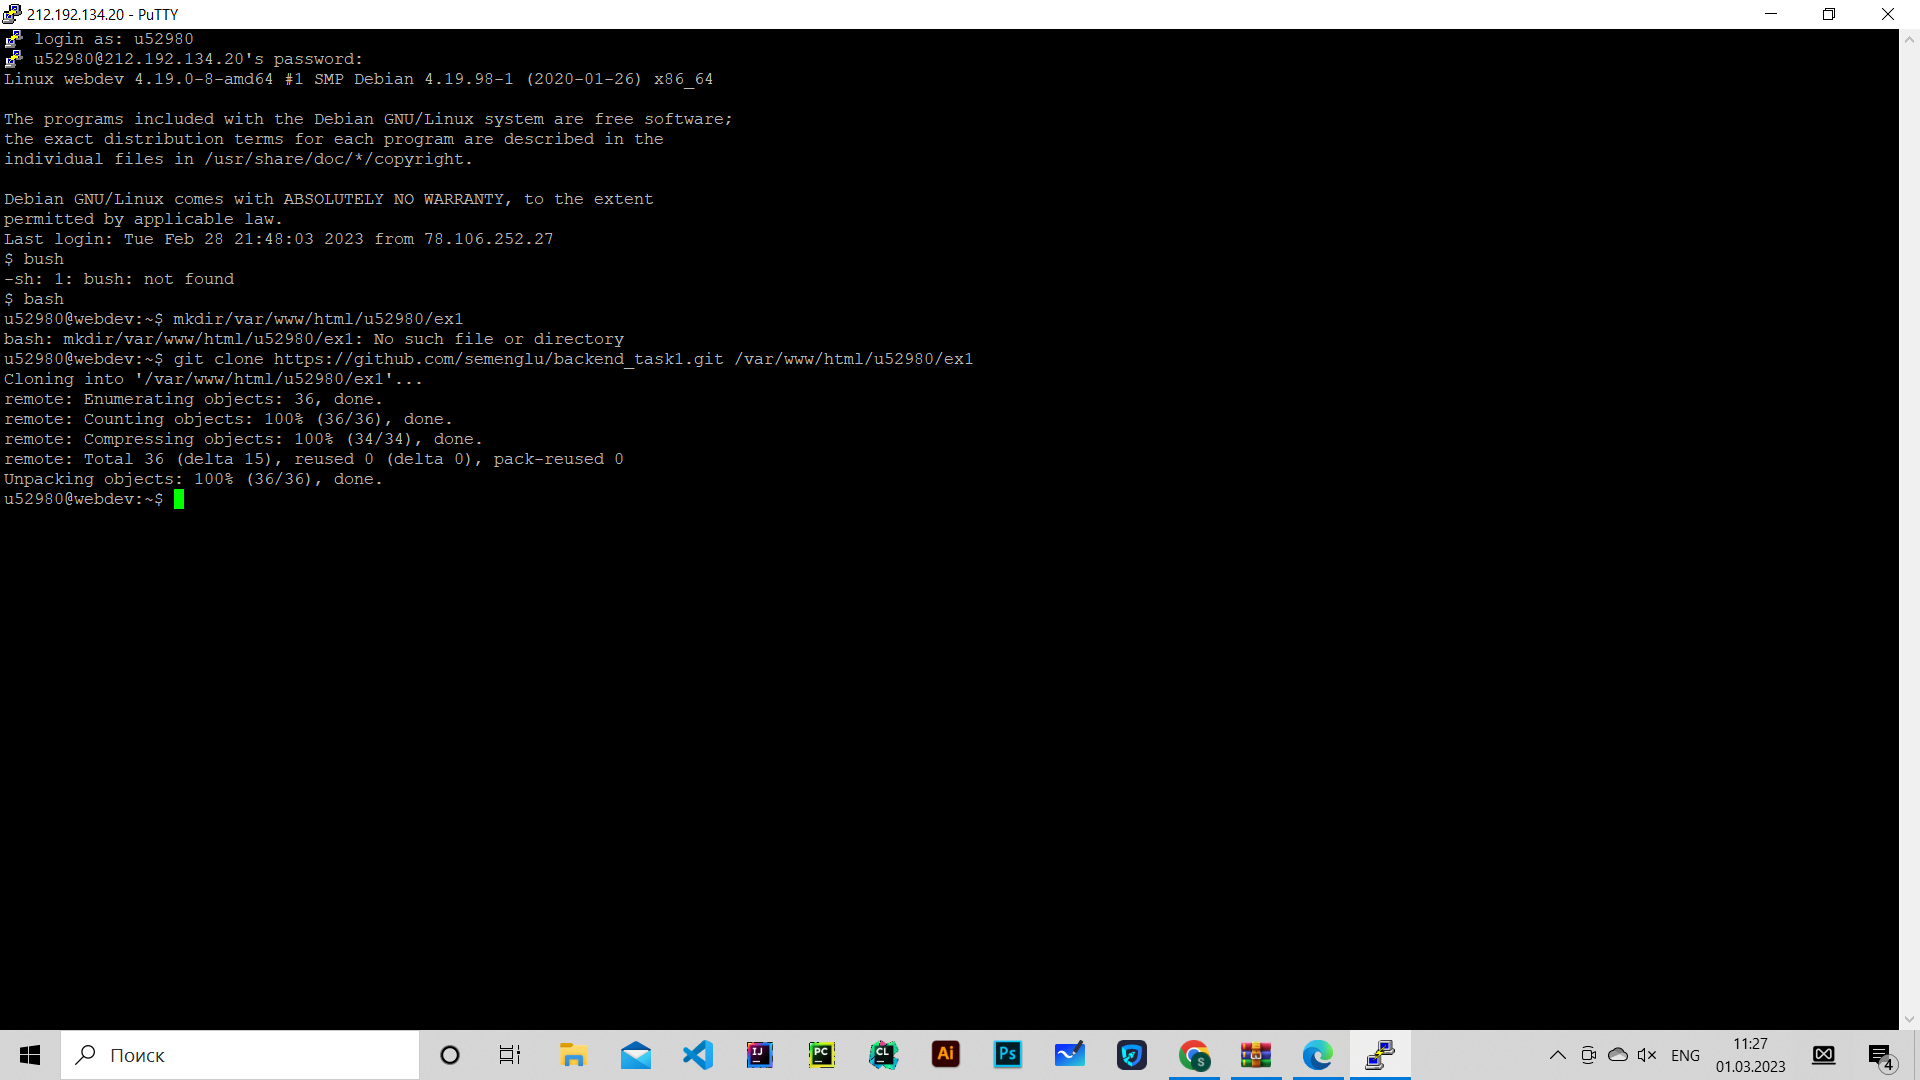 212.192.134.20 - PuTTY
login as: u52980
u52980@212.192.134.20's password:
Linux webdev 4.19.0-8-amd64 #1 SMP Debian 4.19.98-1 (2020-01-26) x86_64
The programs included with the Debian GNU/Linux system are free software;
the exact distribution terms for each program are described in the
individual files in /usr/share/doc/*/copyright.
Debian GNU/Linux comes with ABSOLUTELY NO WARRANTY, to the extent
permitted by applicable law.
Last login: Tue Feb 28 21:48:03 2023 from 78.106.252.27
$ bush
-sh: 1: bush: not found
$ bash
u52980@webdev:~$ mkdir/var/www/html/u52980/ex1
bash: mkdir/var/www/html/u52980/ex1: No such file or directory
u52980@webdev:~$ git clone https://github.com/semenglu/backend_task1.git /var/www/html/u52980/ex1
Cloning into '/var/www/html/u52980/ex1'...
remote: Enumerating objects: 36, done.
remote: Counting objects: 100% (36/36), done.
remote: Compressing objects: 100% (34/34), done.
remote: Total 36 (delta 15), reused 0 (delta 0), pack-reused 0
Unpacking objects: 100% (36/36), done.
u52980@webdev:~$
Поиск
IJ
PC
CL
Ai
Ps
S
ENG
11:27
01.03.2023
4